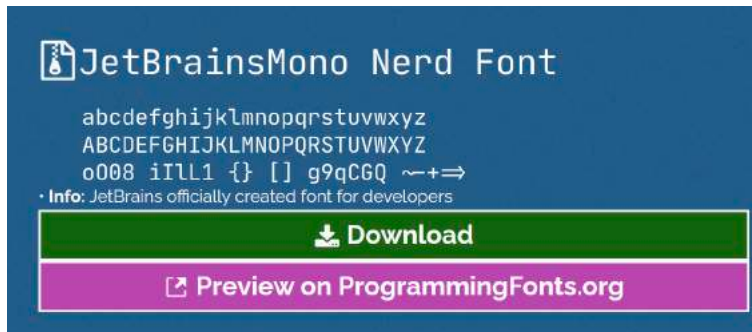 JetBrainsMono Nerd Font
abcdefghijklmnopqrstuvwxyz
ABCDEFGHIJKLMNOPQRSTUVWXYZ
oO08 iIlL1 {} [] g9qCGQ ~-+=>
• Info: JetBrains officially created font for developers
Download
Preview on ProgrammingFonts.org